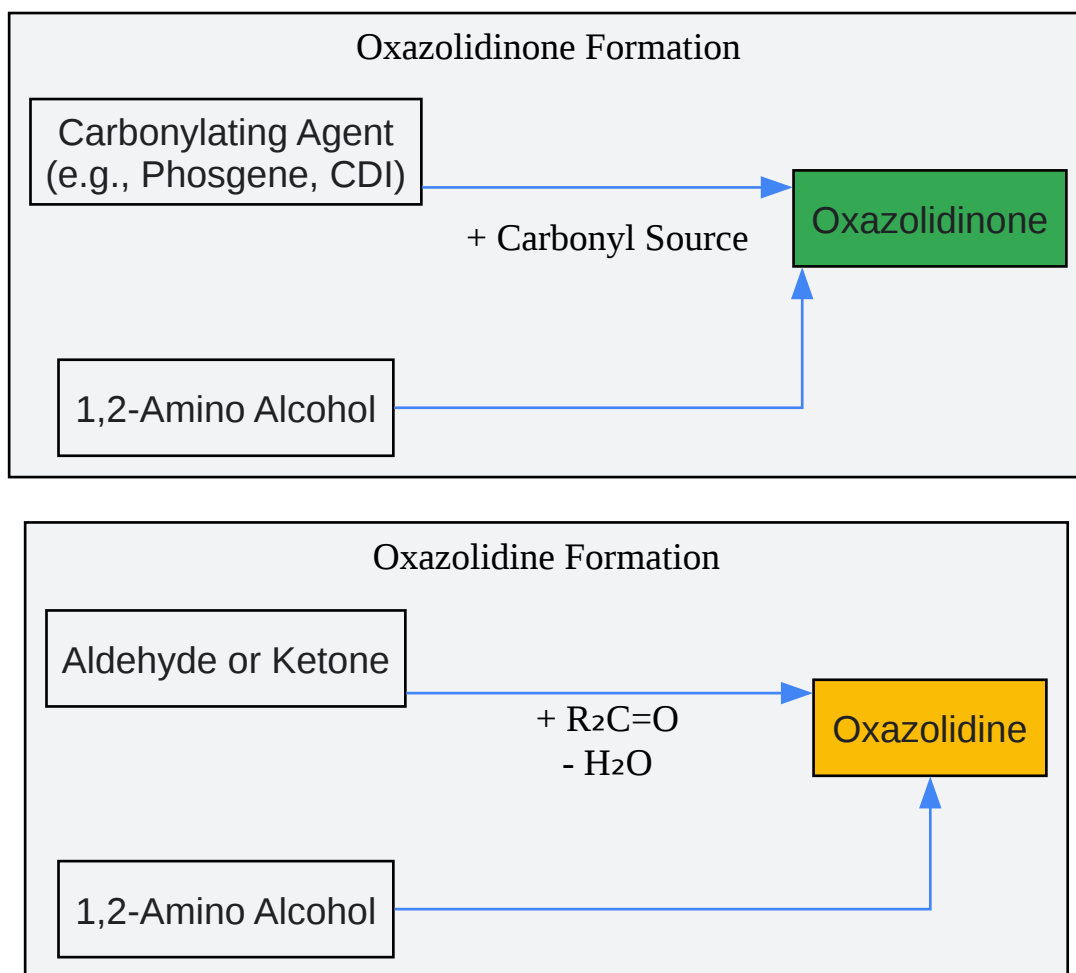 Oxazolidinone Formation
Carbonylating Agent
(e.g., Phosgene, CDI)
+ Carbonyl Source
Oxazolidinone
1,2-Amino Alcohol
Oxazolidine Formation
Aldehyde or Ketone
+ R₂C=O
- H₂O
Oxazolidine
1,2-Amino Alcohol